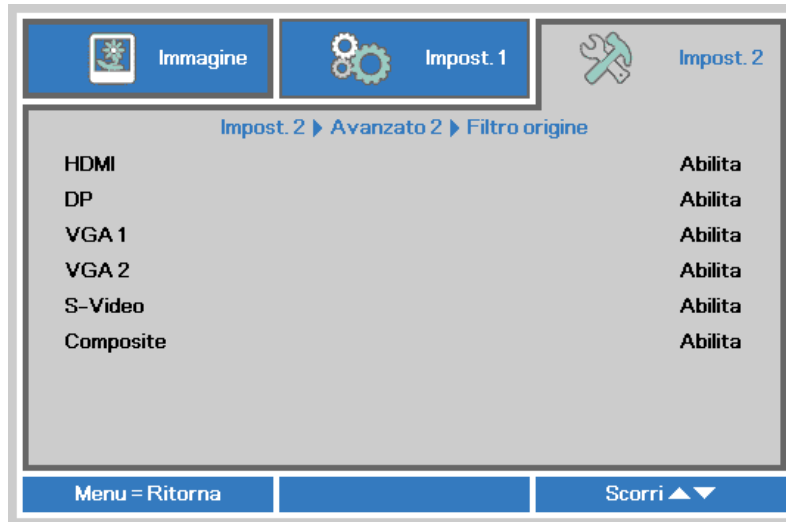 Immagine Impost. 1 Impost. 2
Impost. 2 Avanzato 2 Filtro origine
HDMI Abilita
DP Abilita
VGA 1 Abilita
VGA 2 Abilita
S-Video Abilita
Composite Abilita
Menu = Ritorna Scorri